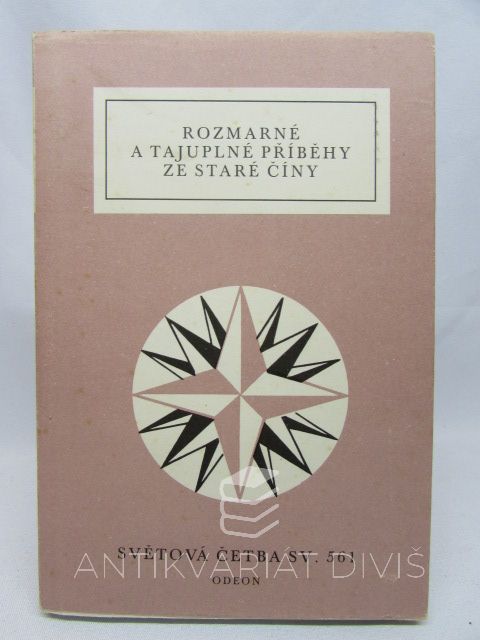 ROZMARNÉ
A TAJUPLNÉ PŘÍBĚHY
ZE STARÉ ČÍNY
SVĚTOVÁ ČETBA SV. 561
ANTIKVARIÁT DIVIŠ
ODEON